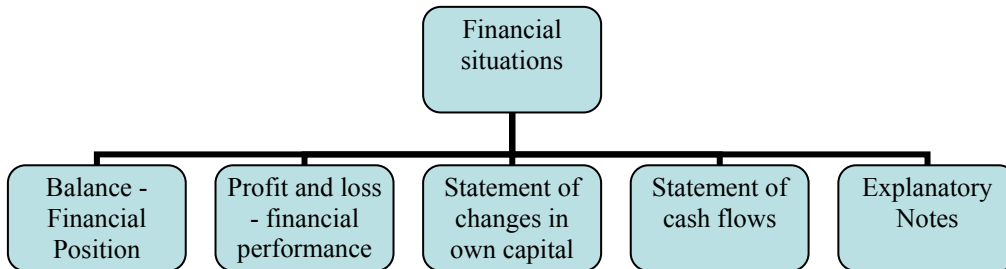 Financial
situations
Balance -
Financial
Position
Profit and loss
- financial
performance
Statement of
changes in
own capital
Statement of
cash flows
Explanatory
Notes